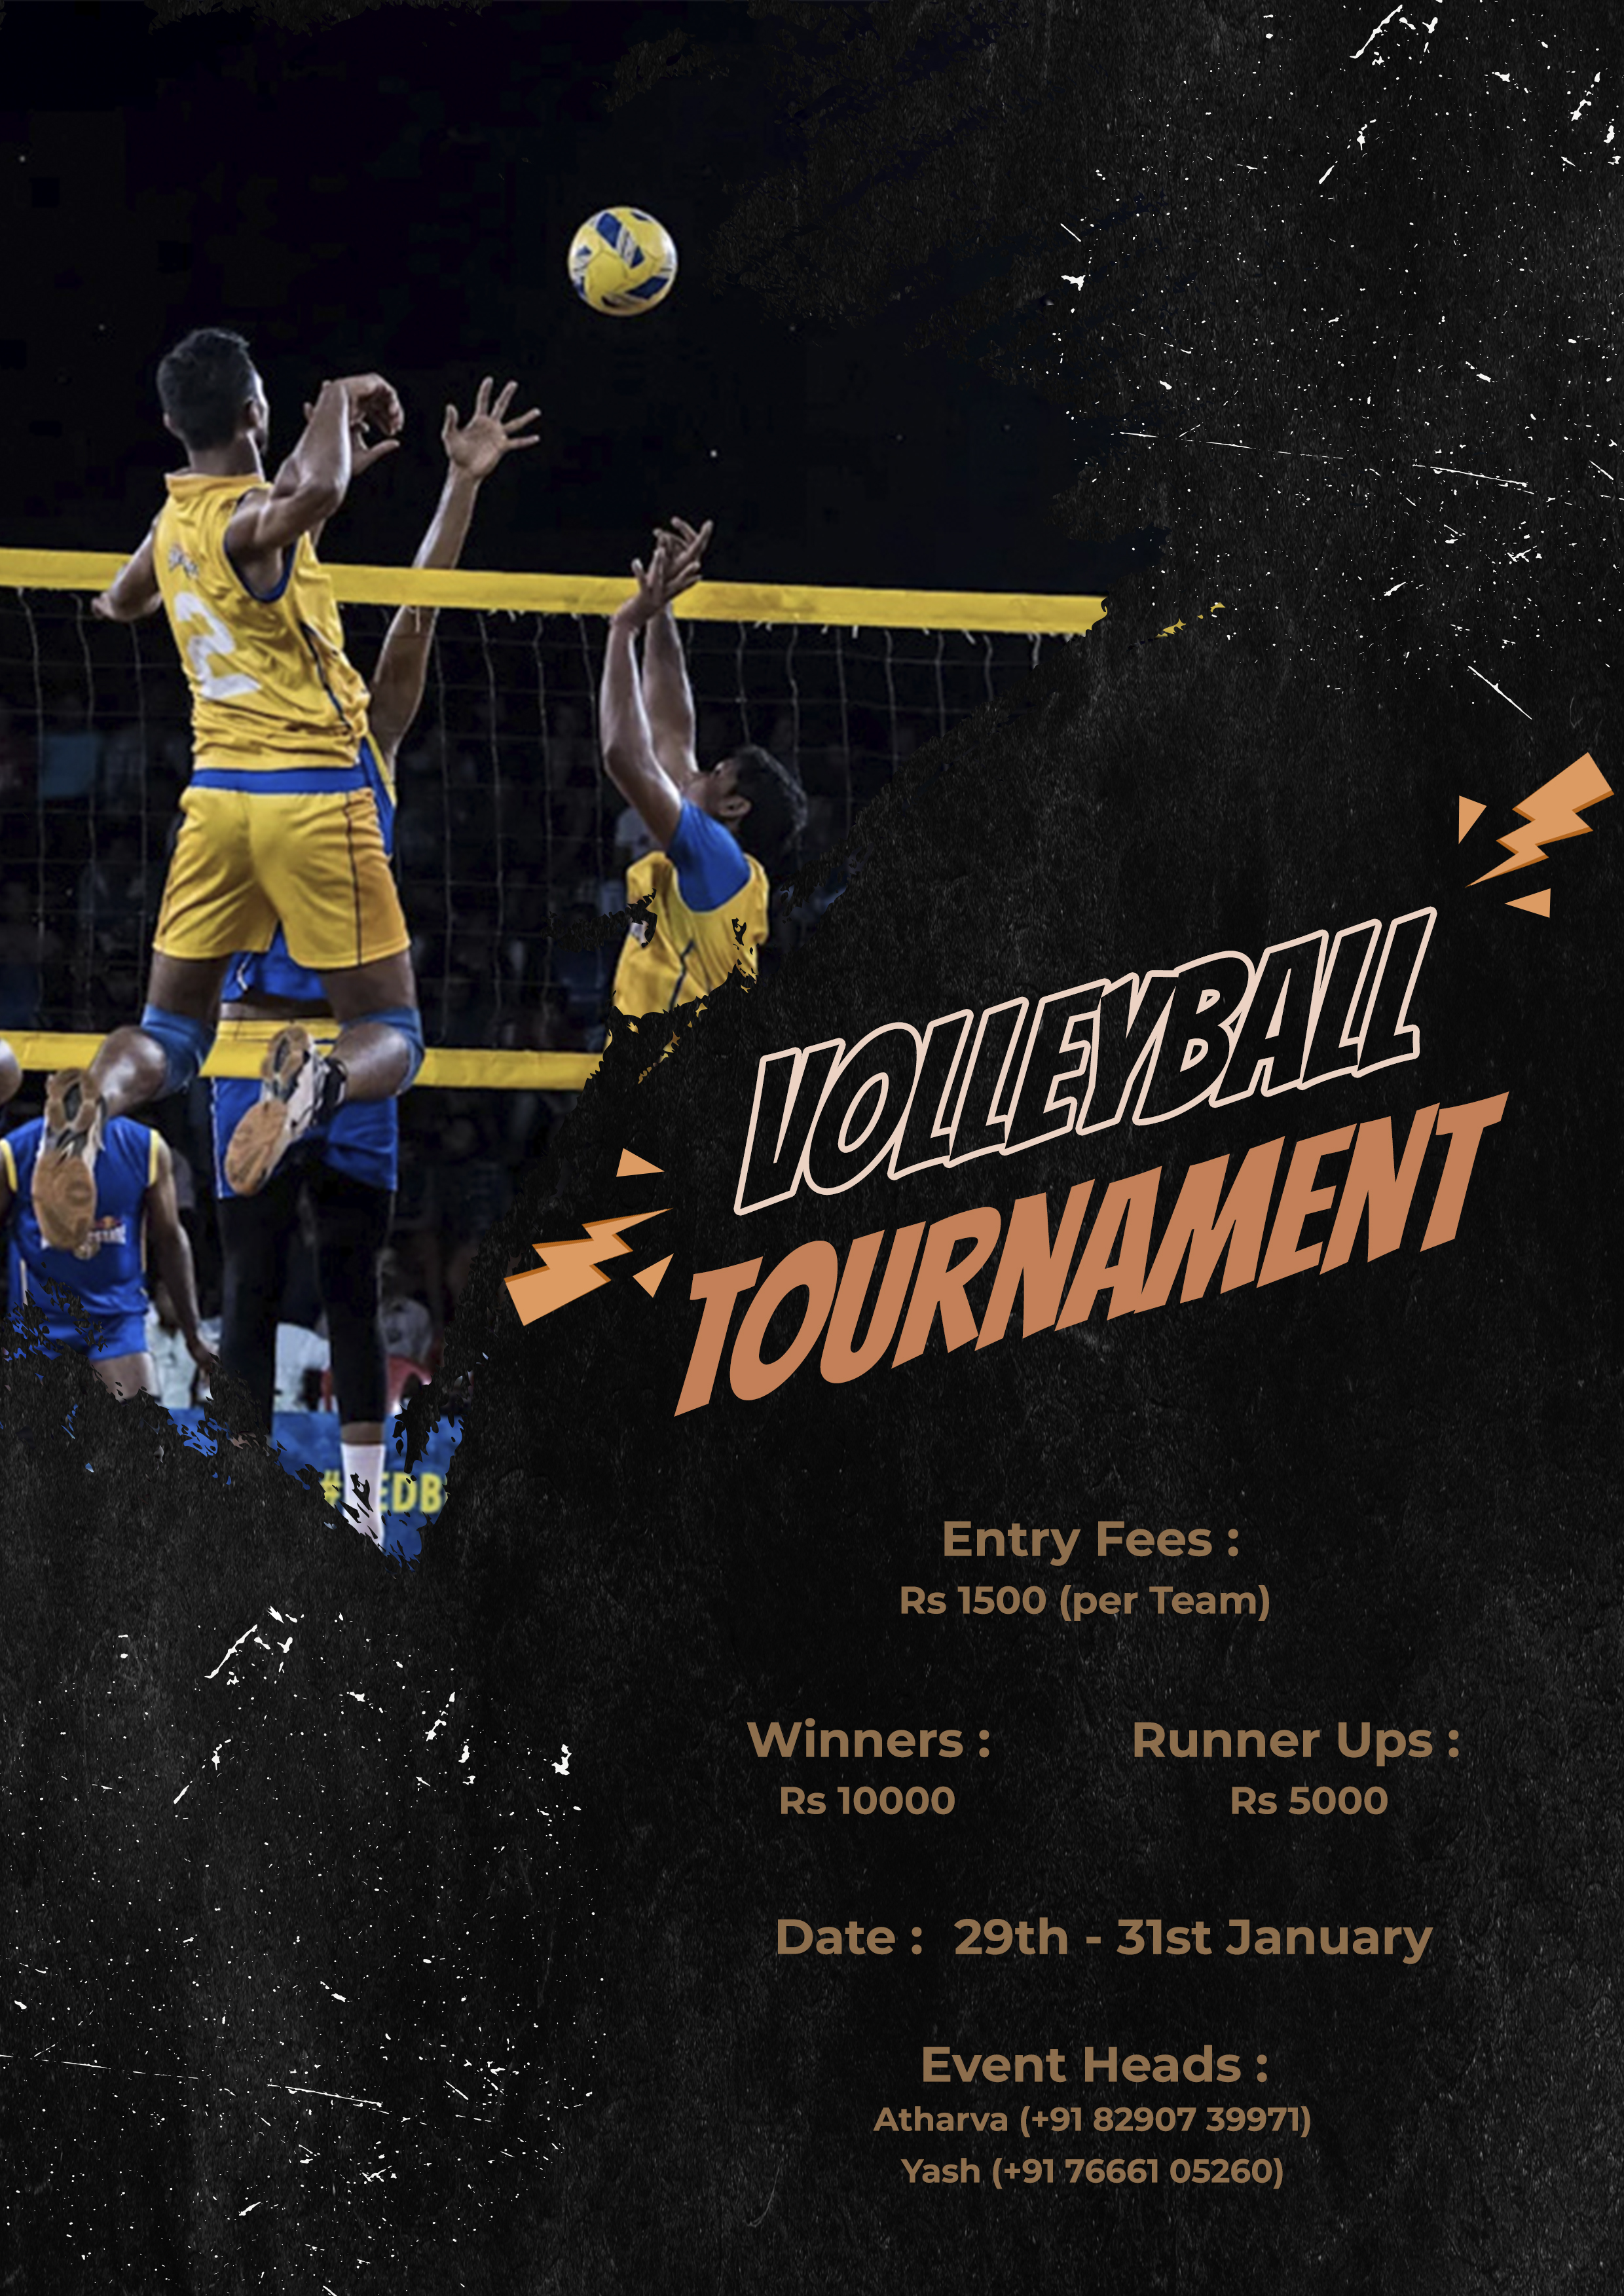 2
VOLLEYBALL
TOURNAMENT
Entry Fees :
Rs 1500 (per Team)
Winners :
Rs 10000
Runner Ups :
Rs 5000
Date : 29th - 31st January
Event Heads :
Atharva (+91 82907 39971)
Yash (+91 76661 05260)